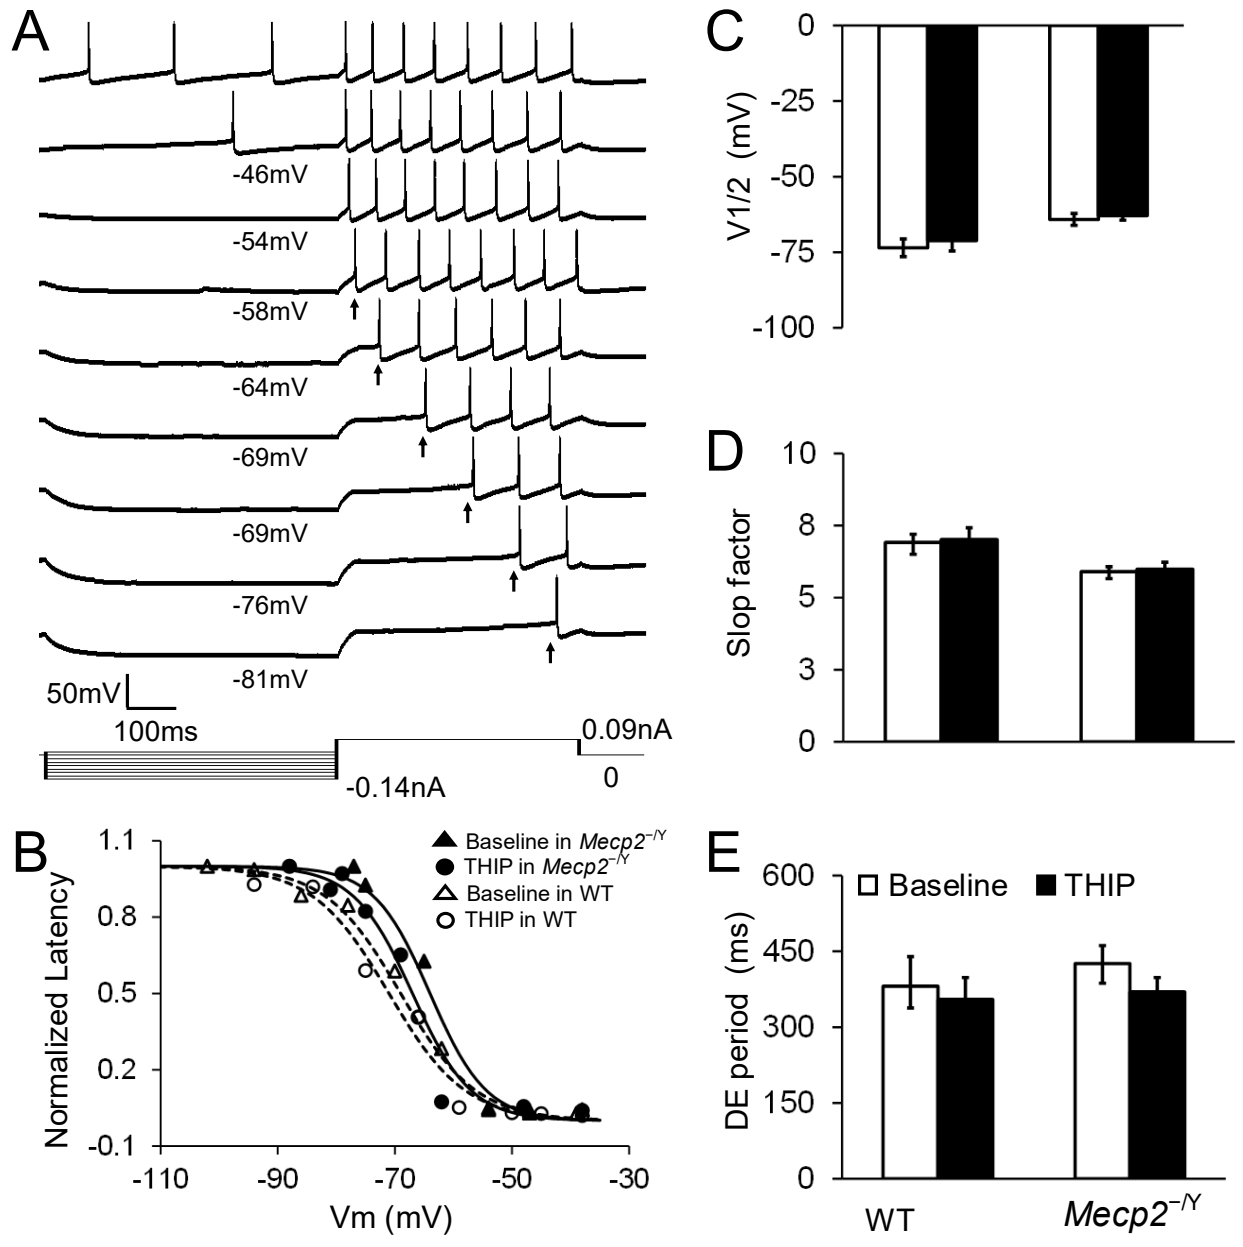 A
-46mV
-54mV
-58mV
-64mV
-69mV
-69mV
-76mV
-81mV
50mV
100ms
0.09nA
0
-0.14nA
B
1.1
0.8
0.5
0.2
-0.1
Normalized Latency
-110 -90 -70 -50 -30
Vm (mV)
Baseline in Mecp2−/Y
THIP in Mecp2−/Y
Baseline in WT
THIP in WT
C
0
-25
-50
-75
-100
V1/2 (mV)
D
10
8
5
3
0
Slop factor
E
600
450
300
150
0
DE period (ms)
Baseline THIP
WT Mecp2−/Y